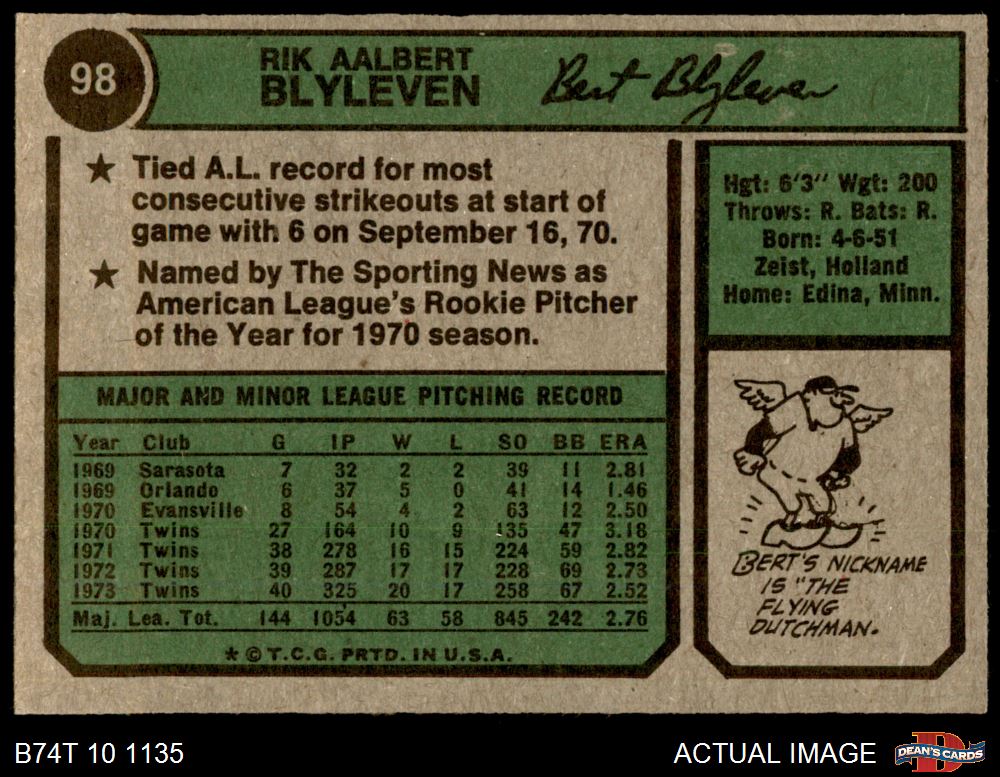 98
RIK AALBERT
BLYLEVEN
Bert Blyleven
★ Tied A.L. record for most
consecutive strikeouts at start of
game with 6 on September 16, 70.
★ Named by The Sporting News as
American League's Rookie Pitcher
of the Year for 1970 season.
Hgt: 6'3" Wgt: 200
Throws: R. Bats: R.
Born: 4-6-51
Zeist, Holland
Home: Edina, Minn.
MAJOR AND MINOR LEAGUE PITCHING RECORD
Year Club G IP W L SO BB ERA
1969 Sarasota 7 32 2 2 39 11 2.81
1969 Orlando 6 37 5 0 41 14 1.46
1970 Evansville 8 54 4 2 63 12 2.50
1970 Twins 27 164 10 9 135 47 3.18
1971 Twins 38 278 16 15 224 59 2.82
1972 Twins 39 287 17 17 228 69 2.73
1973 Twins 40 325 20 17 258 67 2.52
Maj. Lea. Tot. 144 1054 63 58 845 242 2.76
★ © T.C.G. PRTD. IN U.S.A.
BERT'S NICKNAME
IS "THE
FLYING
DUTCHMAN.
B74T 10 1135
ACTUAL IMAGE
DEAN'S CARDS